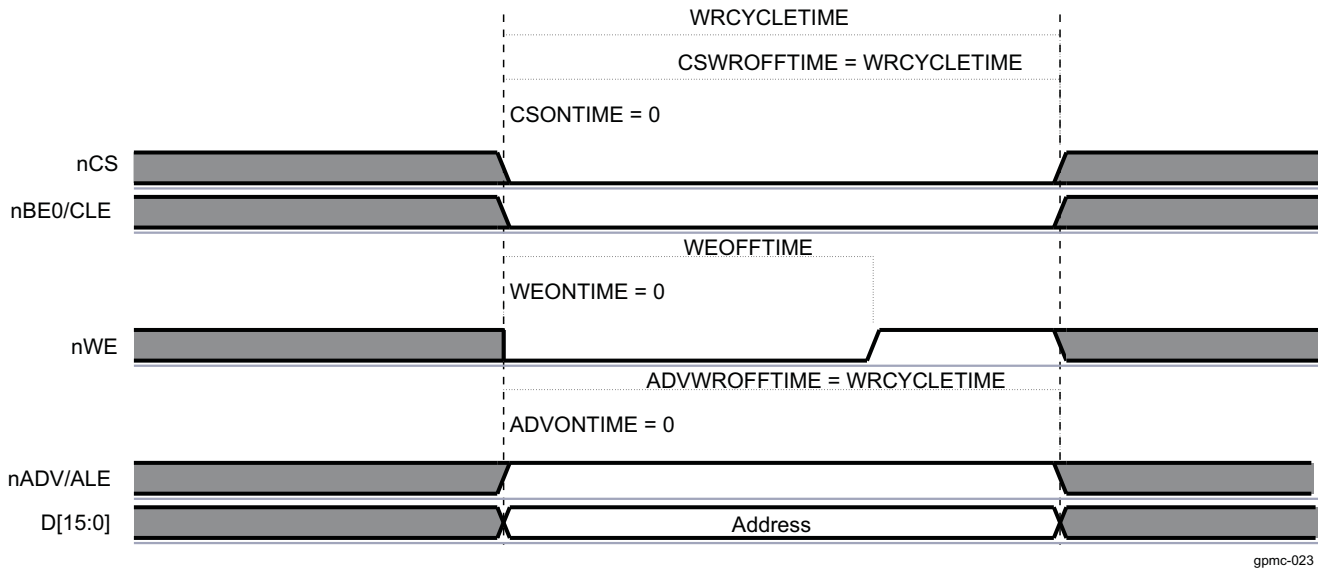 WRCYCLETIME
CSWROFFTIME = WRCYCLETIME
CSONTIME = 0
nCS
nBE0/CLE
WEOFFTIME
WEONTIME = 0
nWE
ADVWROFFTIME = WRCYCLETIME
ADVONTIME = 0
nADV/ALE
D[15:0]
Address
gpmc-023